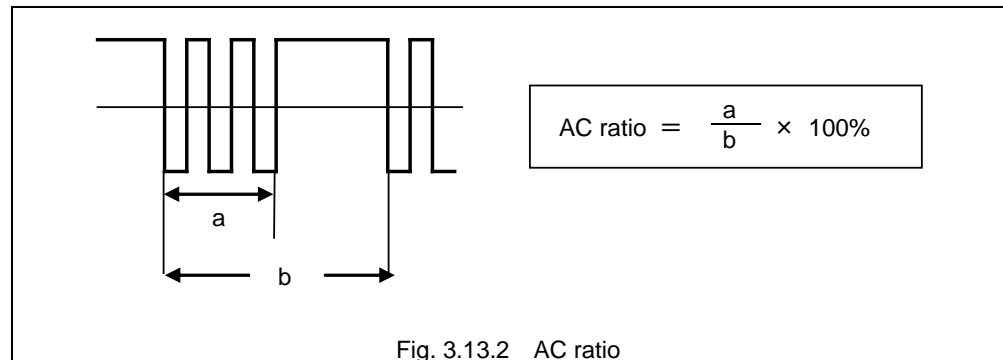 AC ratio = a/b × 100%
a
b
Fig. 3.13.2 AC ratio